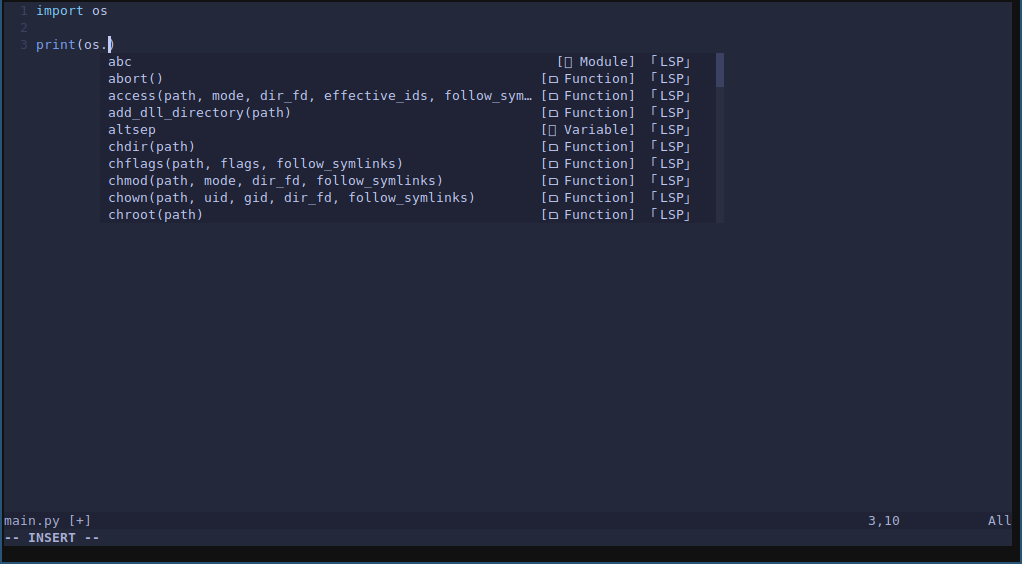 1 import os
2
3 print(os.)
abc [ Module] 「LSP」
abort() [ Function] 「LSP」
access(path, mode, dir_fd, effective_ids, follow_sym… [ Function] 「LSP」
add_dll_directory(path) [ Function] 「LSP」
altsep [ Variable] 「LSP」
chdir(path) [ Function] 「LSP」
chflags(path, flags, follow_symlinks) [ Function] 「LSP」
chmod(path, mode, dir_fd, follow_symlinks) [ Function] 「LSP」
chown(path, uid, gid, dir_fd, follow_symlinks) [ Function] 「LSP」
chroot(path) [ Function] 「LSP」
main.py [+] 3,10 All
-- INSERT --